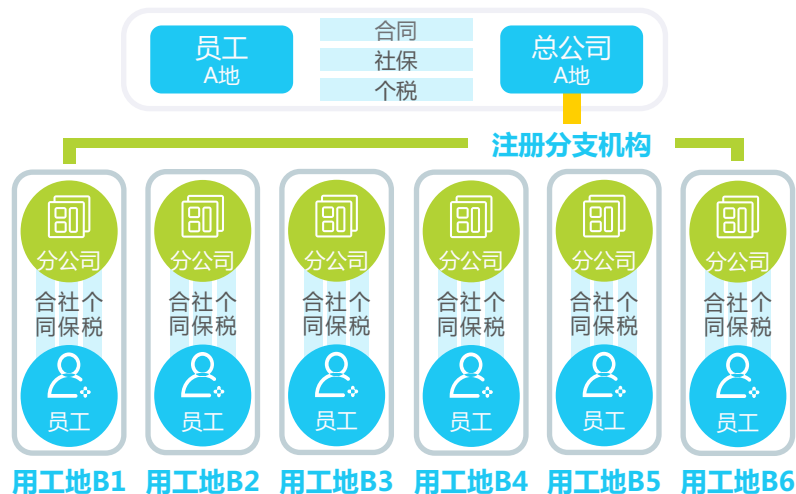 员工
A地
合同
社保
个税
总公司
A地
注册分支机构
分公司
合同
社保
个税
员工
用工地B1
分公司
合同
社保
个税
员工
用工地B2
分公司
合同
社保
个税
员工
用工地B3
分公司
合同
社保
个税
员工
用工地B4
分公司
合同
社保
个税
员工
用工地B5
分公司
合同
社保
个税
员工
用工地B6